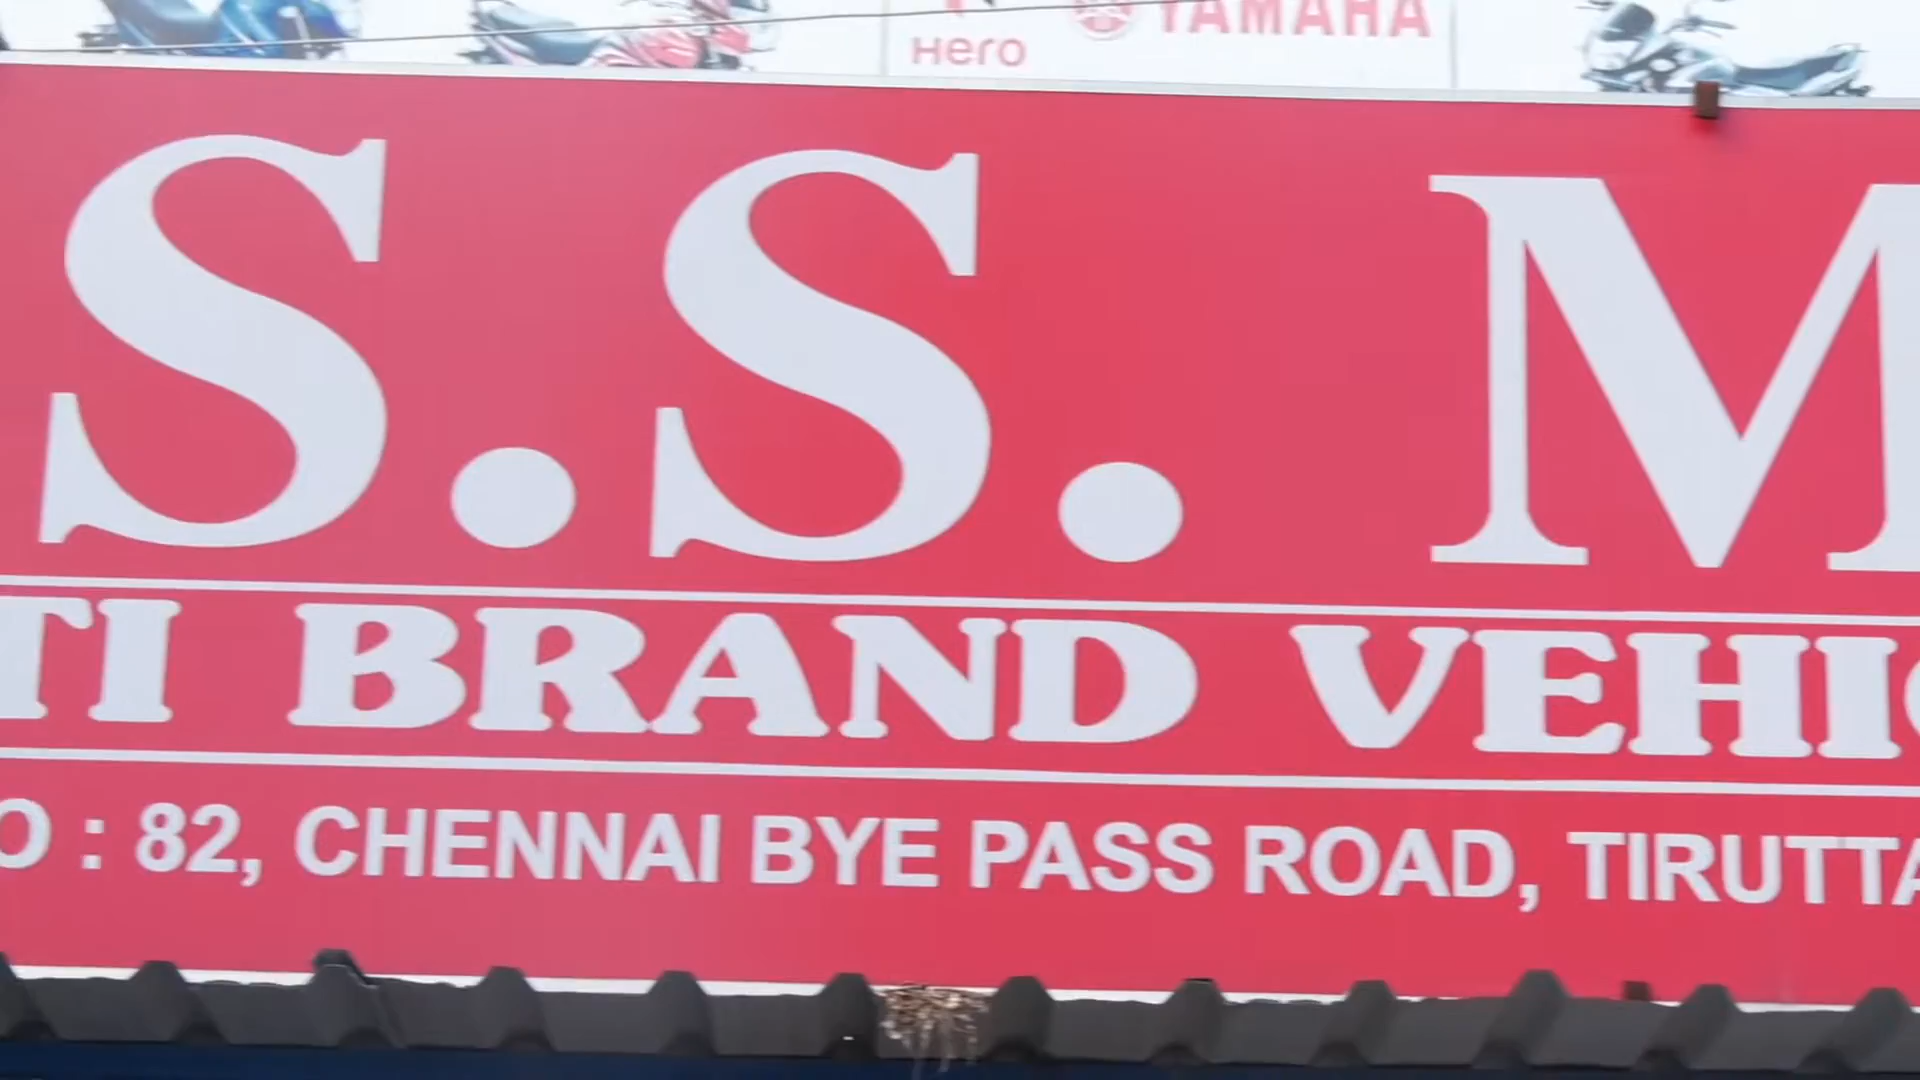 Hero YAMAHA
S.S. M
TI BRAND VEHIC
O : 82, CHENNAI BYE PASS ROAD, TIRUTTA